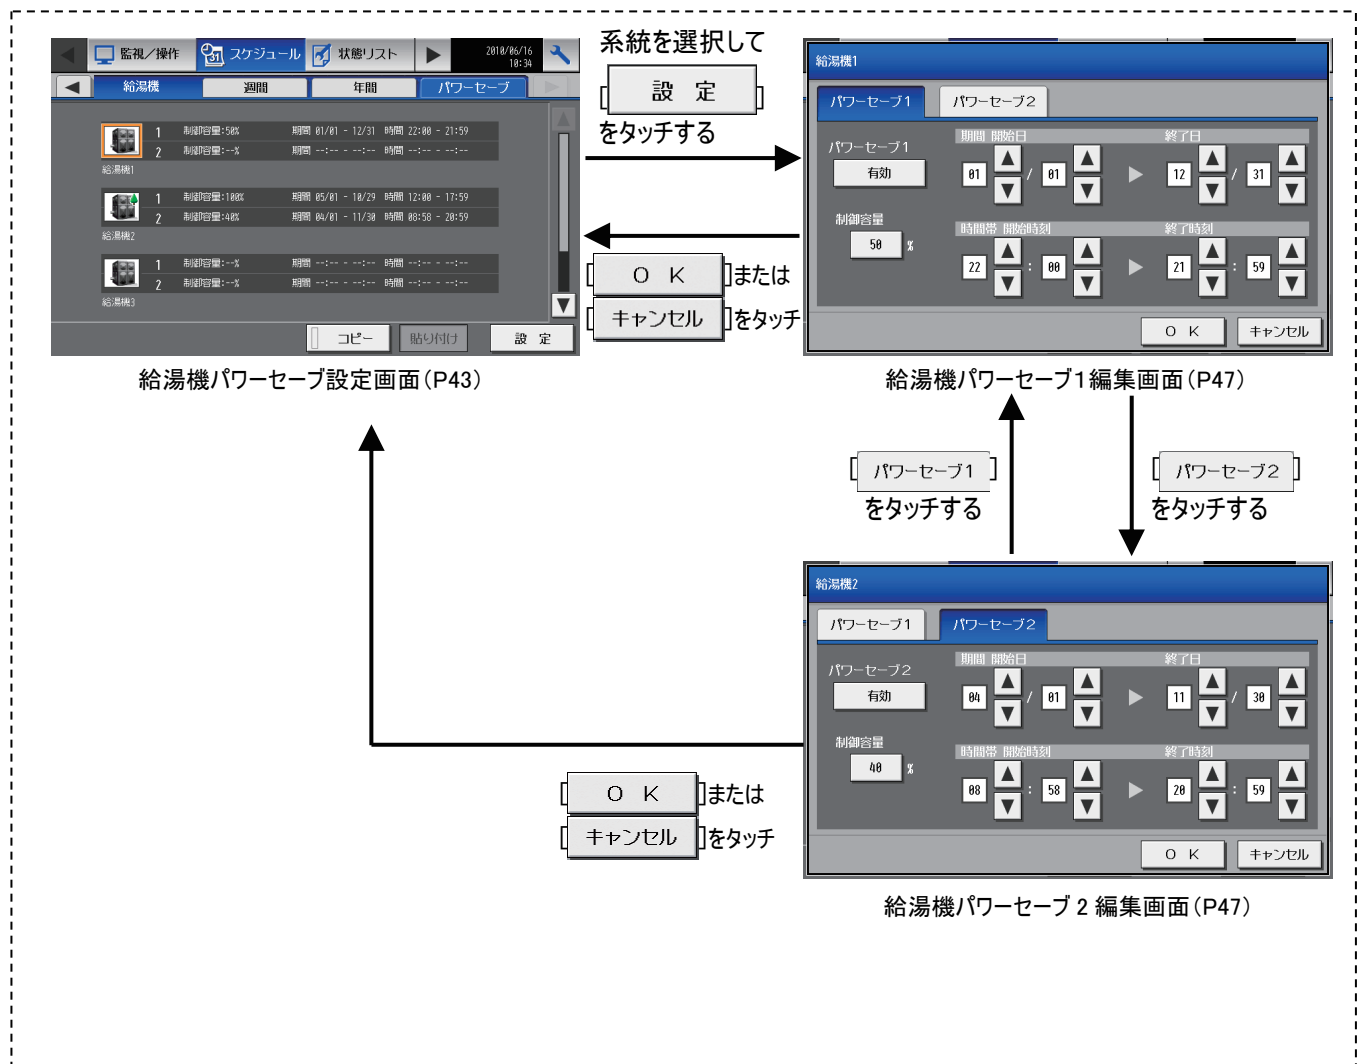 監視／操作 スケジュール 状態リスト 2010/06/16 10:34
給湯機 週間 年間 パワーセーブ
1 制御容量:50% 期間 01/01 - 12/31 時間 22:00 - 21:59
2 制御容量:--% 期間 --:-- - --:-- 時間 --:-- - --:--
給湯機1
1 制御容量:100% 期間 05/01 - 10/29 時間 12:00 - 17:59
2 制御容量:40% 期間 04/01 - 11/30 時間 08:58 - 20:59
給湯機2
1 制御容量:--% 期間 --:-- - --:-- 時間 --:-- - --:--
2 制御容量:--% 期間 --:-- - --:-- 時間 --:-- - --:--
給湯機3
コピー 貼り付け 設 定
給湯機パワーセーブ設定画面（P43）
系統を選択して
[設 定]
をタッチする
[Ｏ Ｋ]または
[キャンセル]をタッチ
給湯機1
パワーセーブ1 パワーセーブ2
パワーセーブ1
有効
期間 開始日 終了日
01 / 01 12 / 31
制御容量
50 %
時間帯 開始時刻 終了時刻
22 : 00 21 : 59
Ｏ Ｋ キャンセル
給湯機パワーセーブ1編集画面（P47）
[パワーセーブ1]
をタッチする
[パワーセーブ2]
をタッチする
給湯機2
パワーセーブ1 パワーセーブ2
パワーセーブ2
有効
期間 開始日 終了日
04 / 01 11 / 30
制御容量
40 %
時間帯 開始時刻 終了時刻
08 : 58 20 : 59
Ｏ Ｋ キャンセル
給湯機パワーセーブ 2 編集画面（P47）
[Ｏ Ｋ]または
[キャンセル]をタッチ